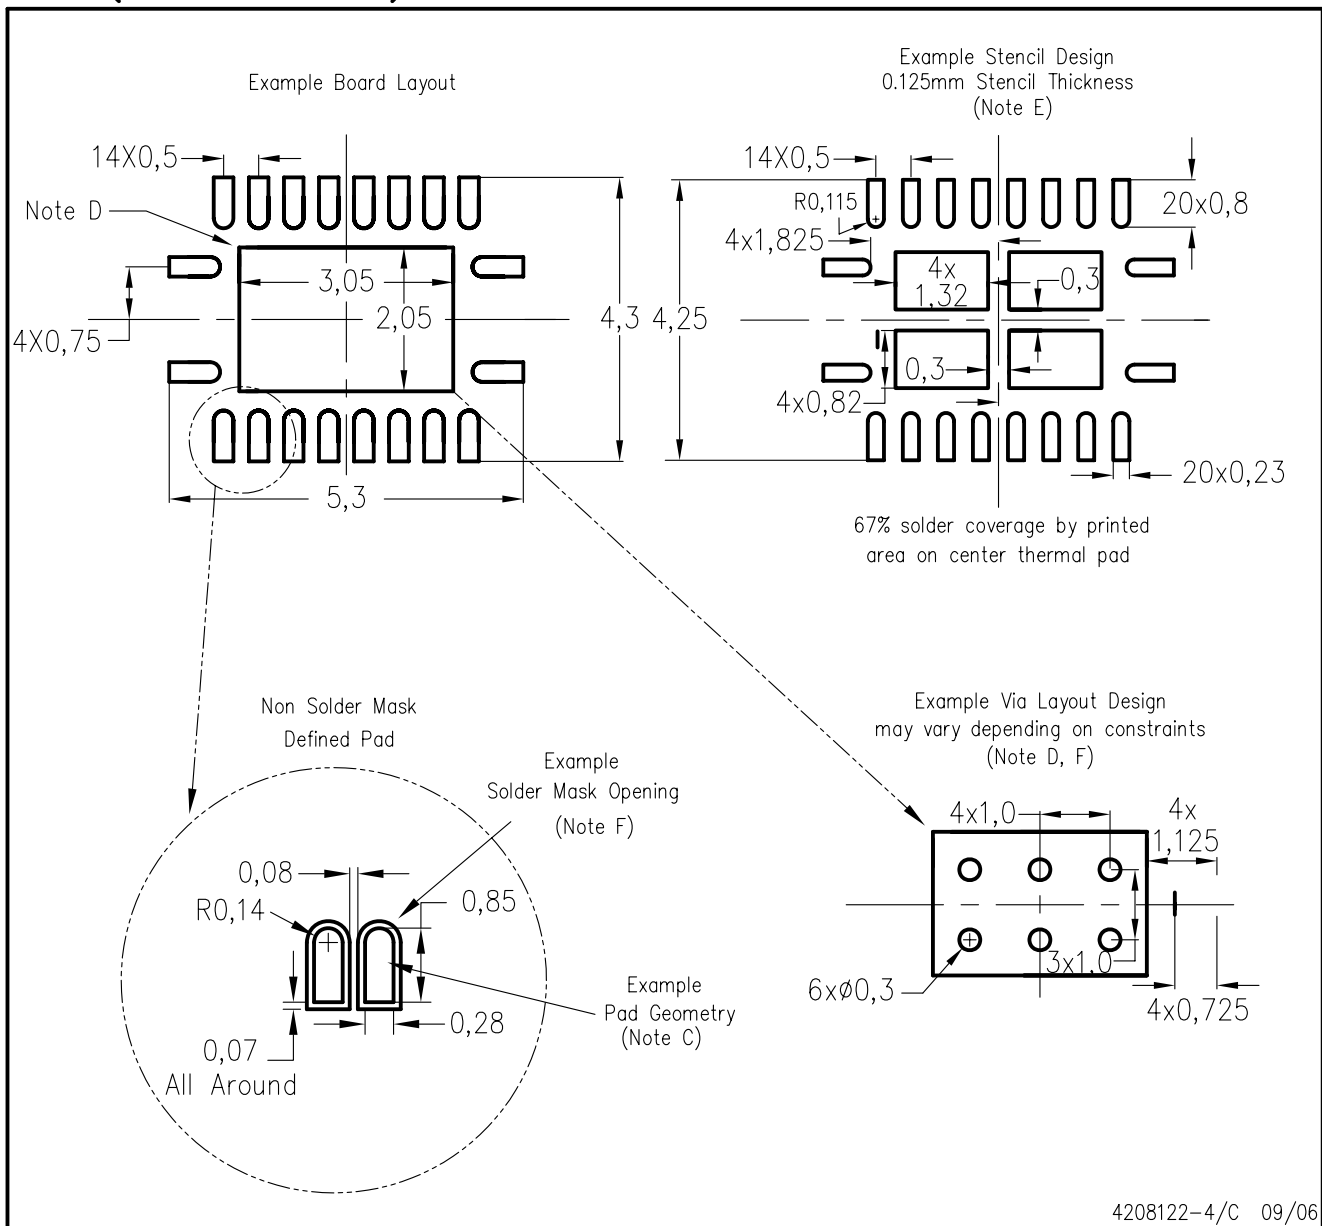 Example Board Layout
14X0,5
Note D
3,05
2,05
4X0,75
4,3
5,3
Example Stencil Design
0.125mm Stencil Thickness
(Note E)
14X0,5
R0,115
4x1,825
20x0,8
4x
1,32
0,3
4,25
0,3
4x0,82
20x0,23
67% solder coverage by printed
area on center thermal pad
Non Solder Mask
Defined Pad
Example
Solder Mask Opening
(Note F)
0,08
R0,14
0,85
Example
Pad Geometry
(Note C)
0,28
0,07
All Around
Example Via Layout Design
may vary depending on constraints
(Note D, F)
4x1,0
4x
1,125
3x1,0
6xø0,3
4x0,725
4208122-4/C 09/06